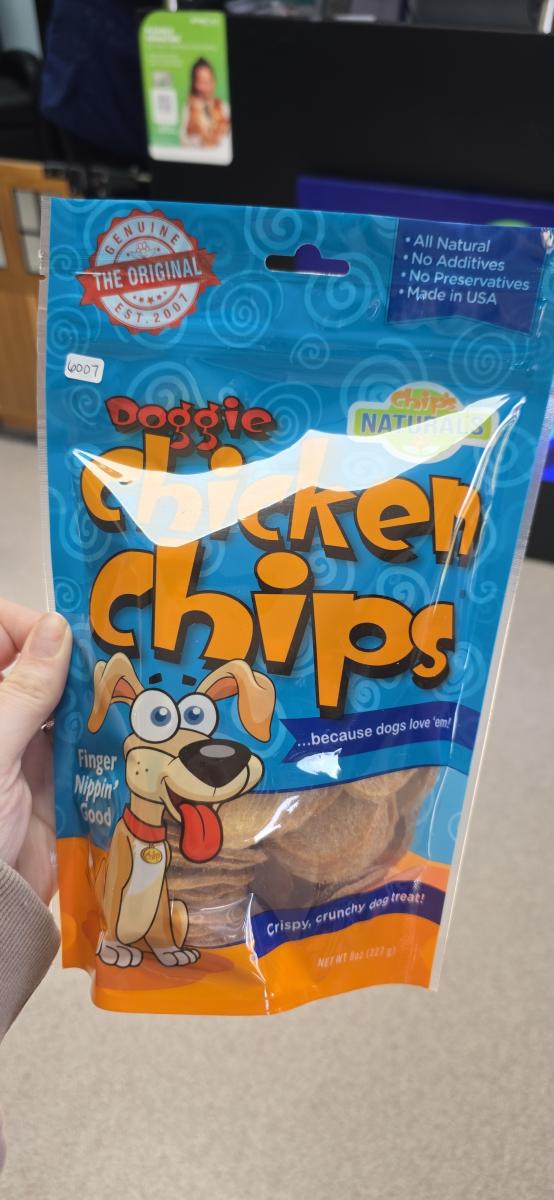 GENUINE
THE ORIGINAL
EST. 2007
• All Natural
• No Additives
• No Preservatives
• Made in USA
6007
Doggie
chip's
NATURALS
chicken
chips
...because dogs love 'em!
Finger
Nippin'
Good
Crispy, crunchy dog treat!
NET WT 8oz (227 g)